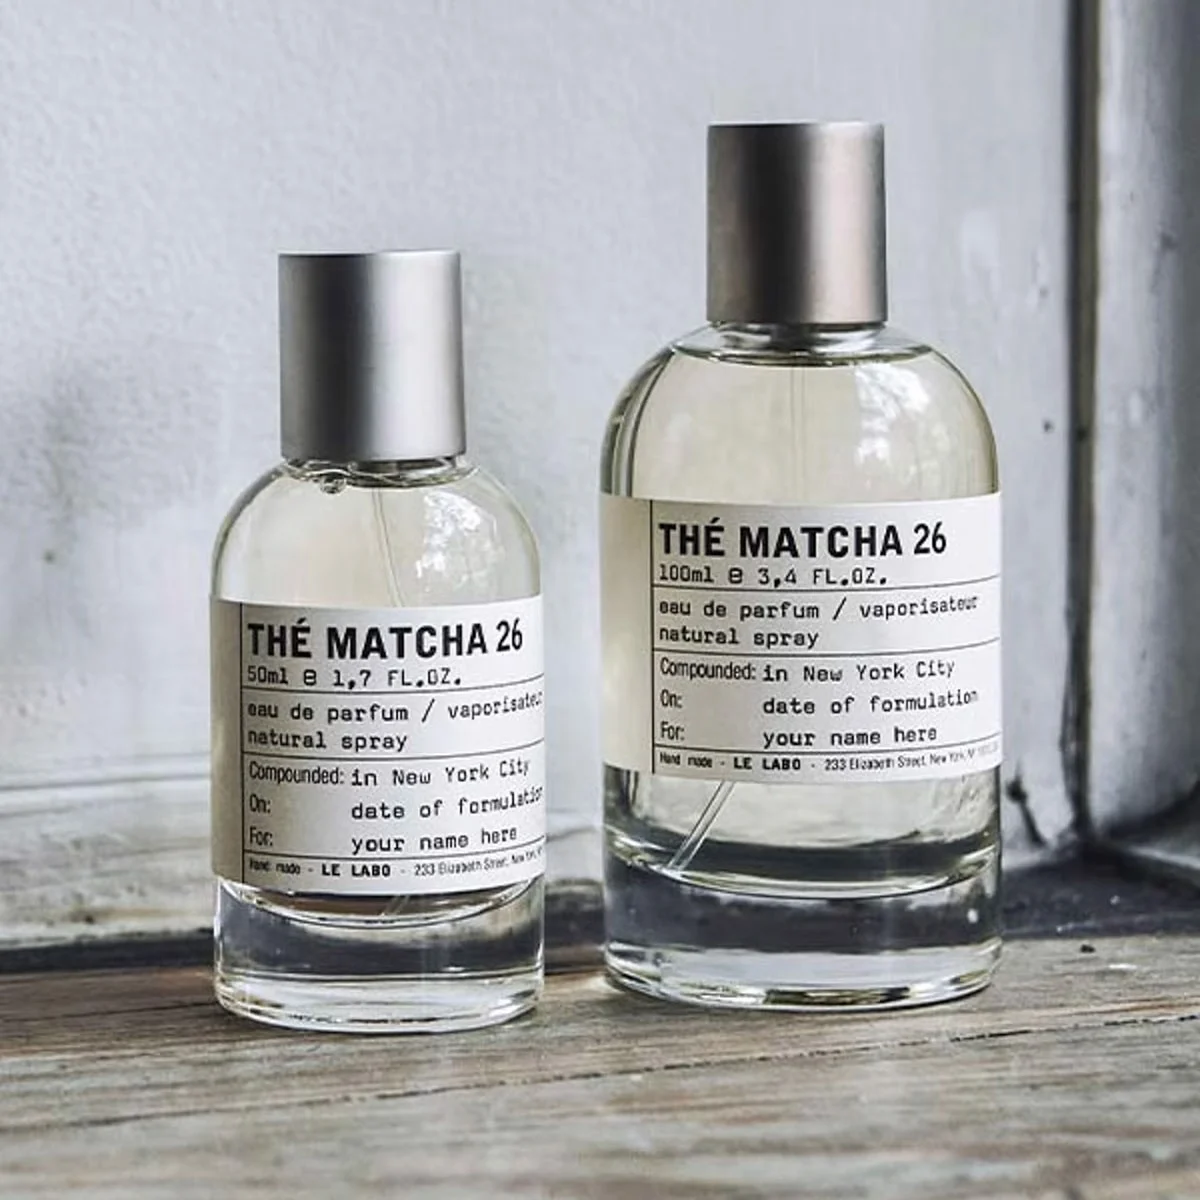 THÉ MATCHA 26
50ml e 1,7 FL.OZ.
eau de parfum / vaporisateur
natural spray
Compounded: in New York City
On: date of formulation
For: your name here
Hand made - LE LABO - 233 Elizabeth Street, New York,
THÉ MATCHA 26
100ml e 3,4 FL.OZ.
eau de parfum / vaporisateur
natural spray
Compounded: in New York City
On: date of formulation
For: your name here
Hand made - LE LABO - 233 Elizabeth Street, New York,